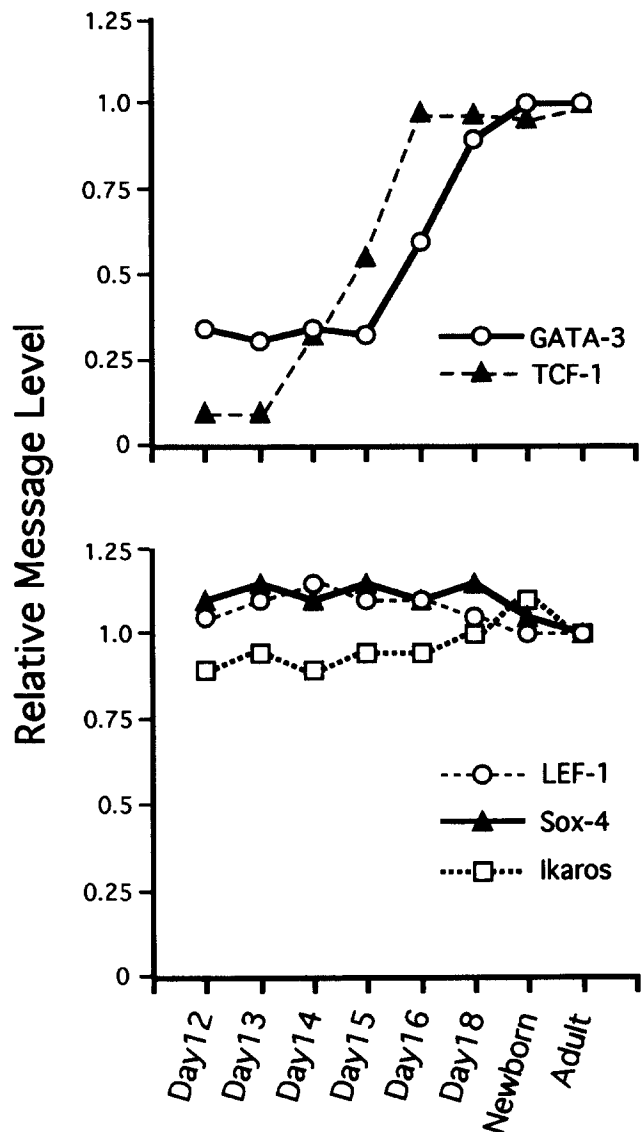 Relative Message Level
1.25
1.0
0.75
0.5
0.25
0
GATA-3
TCF-1
1.25
1.0
0.75
0.5
0.25
0
LEF-1
Sox-4
Ikaros
Day12
Day13
Day14
Day15
Day16
Day18
Newborn
Adult